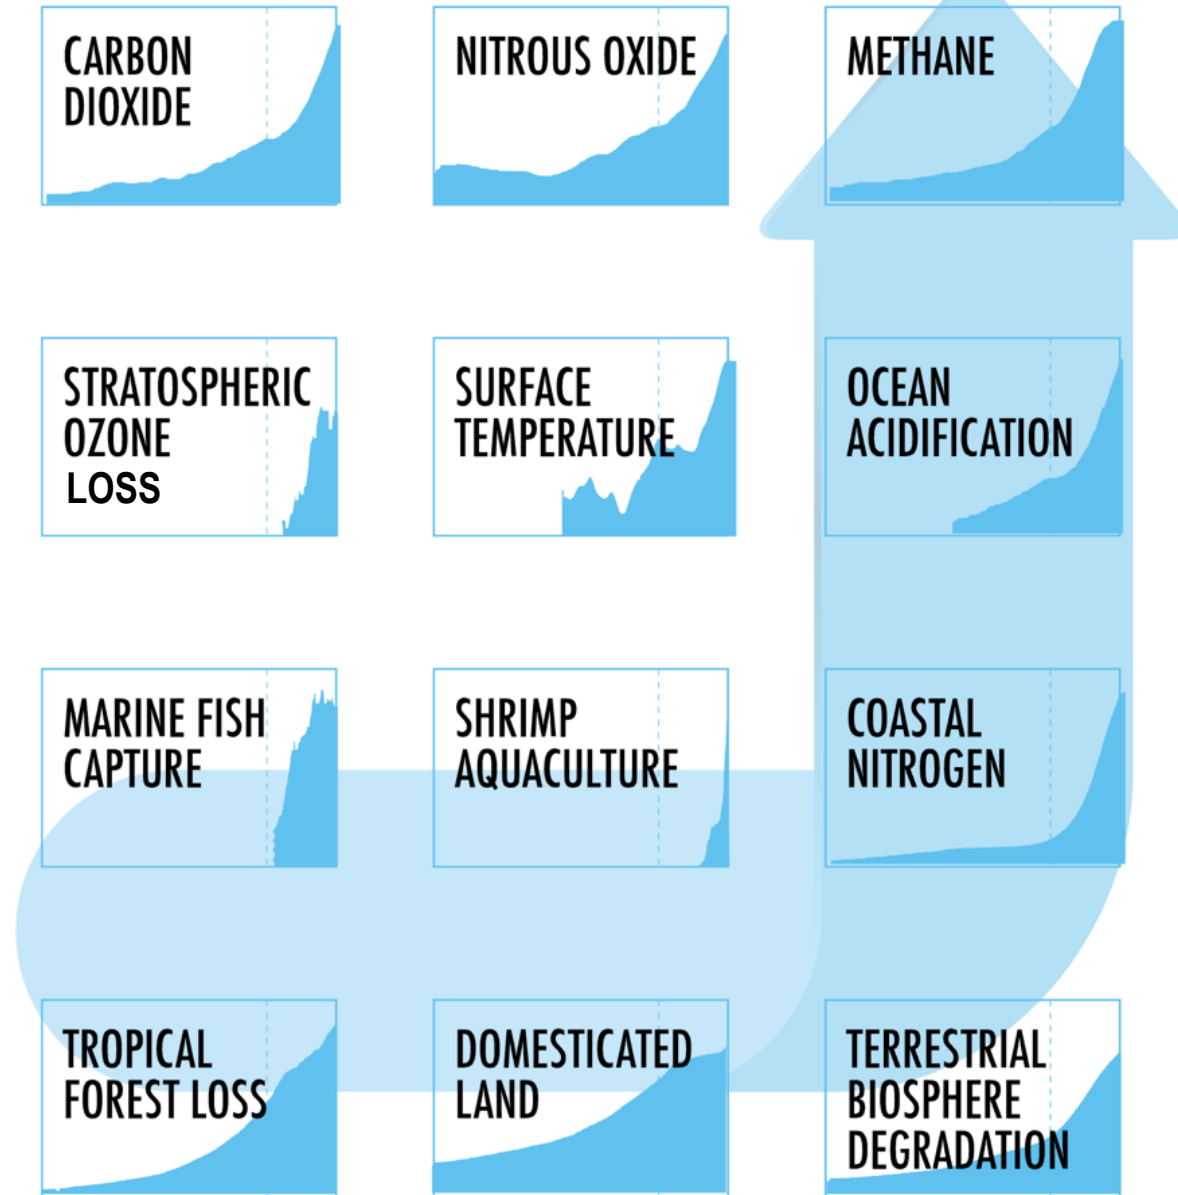 CARBON
DIOXIDE
NITROUS OXIDE
METHANE
STRATOSPHERIC
OZONE
LOSS
SURFACE
TEMPERATURE
OCEAN
ACIDIFICATION
MARINE FISH
CAPTURE
SHRIMP
AQUACULTURE
COASTAL
NITROGEN
TROPICAL
FOREST LOSS
DOMESTICATED
LAND
TERRESTRIAL
BIOSPHERE
DEGRADATION